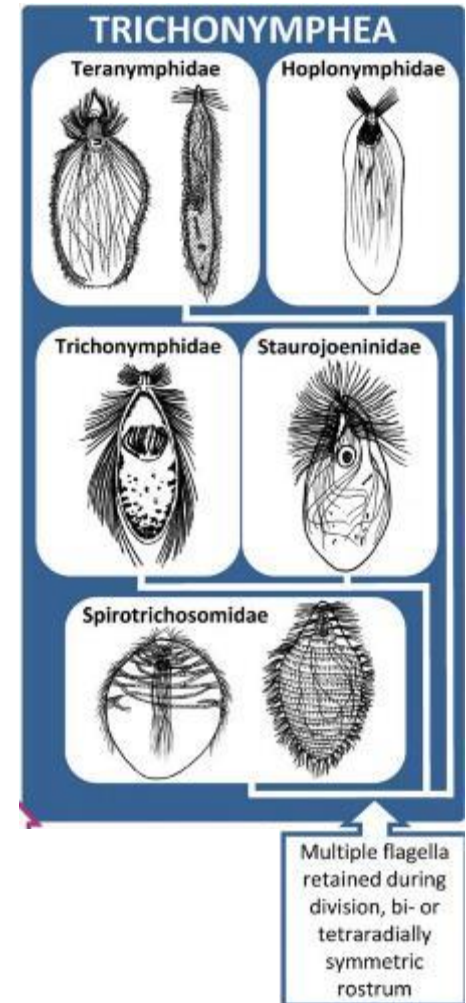 TRICHONYMPHEA
Teranymphidae
Hoplonymphidae
Trichonymphidae
Staurojoeninidae
Spirotrichosomidae
Multiple flagella
retained during
division, bi- or
tetraradially
symmetric
rostrum